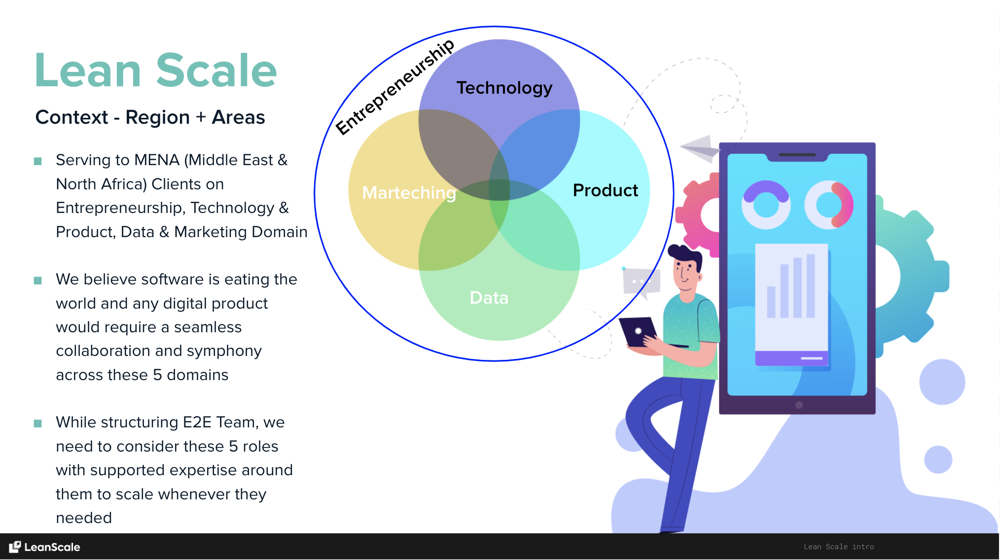 Lean Scale
Context - Region + Areas
Serving to MENA (Middle East &
North Africa) Clients on
Entrepreneurship, Technology &
Product, Data & Marketing Domain
We believe software is eating the
world and any digital product
would require a seamless
collaboration and symphony
across these 5 domains
While structuring E2E Team, we
need to consider these 5 roles
with supported expertise around
them to scale whenever they
needed
Entrepreneurship
Technology
Marteching
Product
Data
LeanScale
Lean Scale intro